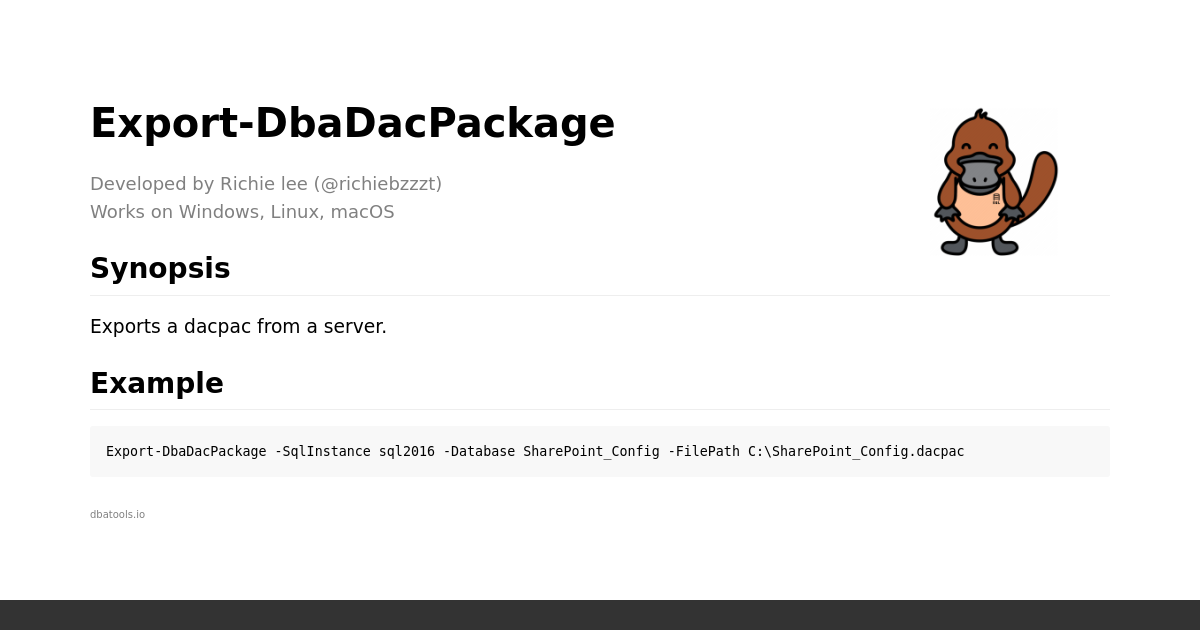 Export-DbaDacPackage
Developed by Richie lee (@richiebzzzt)
Works on Windows, Linux, macOS
Synopsis
Exports a dacpac from a server.
Example
Export-DbaDacPackage -SqlInstance sql2016 -Database SharePoint_Config -FilePath C:\SharePoint_Config.dacpac
dbatools.io